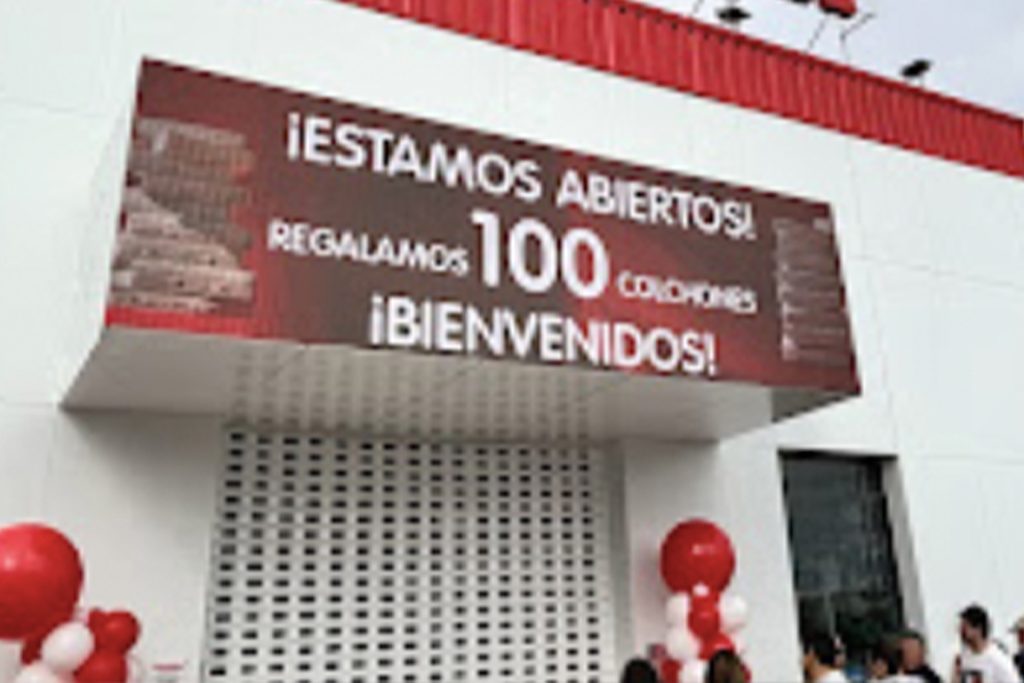 ¡ESTAMOS ABIERTOS!
REGALAMOS 100 COLCHONES
¡BIENVENIDOS!